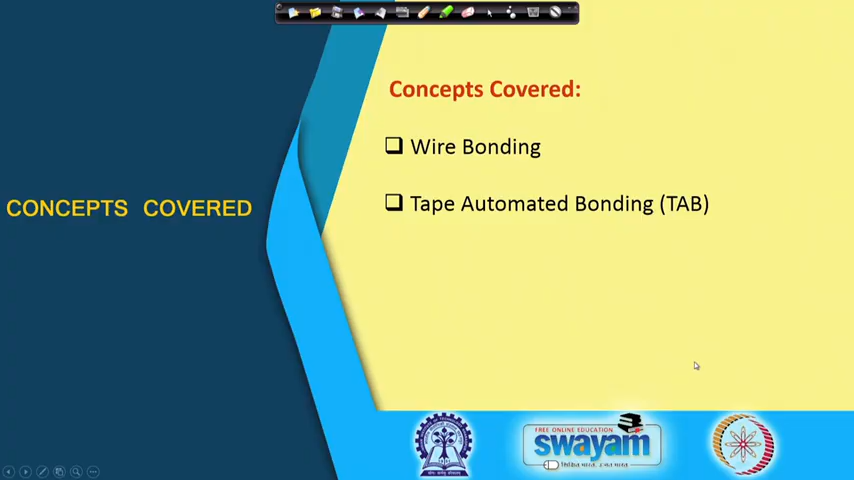 Concepts Covered:
Wire Bonding
Tape Automated Bonding (TAB)
CONCEPTS COVERED
FREE ONLINE EDUCATION
swayam